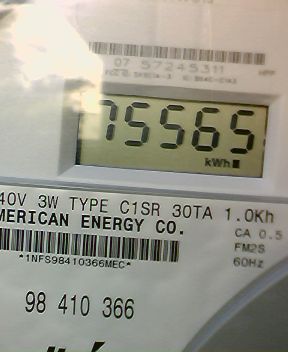 07 57245311
75565
kWh
40V 3W TYPE C1SR 30TA 1.0Kh
MERICAN ENERGY CO.
CA 0.5
FM2S
*1NFS98410366MEC*
60Hz
98 410 366